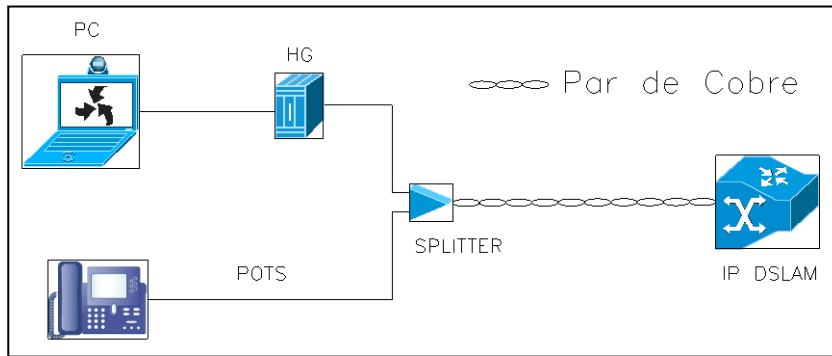 PC
HG
Par de Cobre
SPLITTER
POTS
IP DSLAM